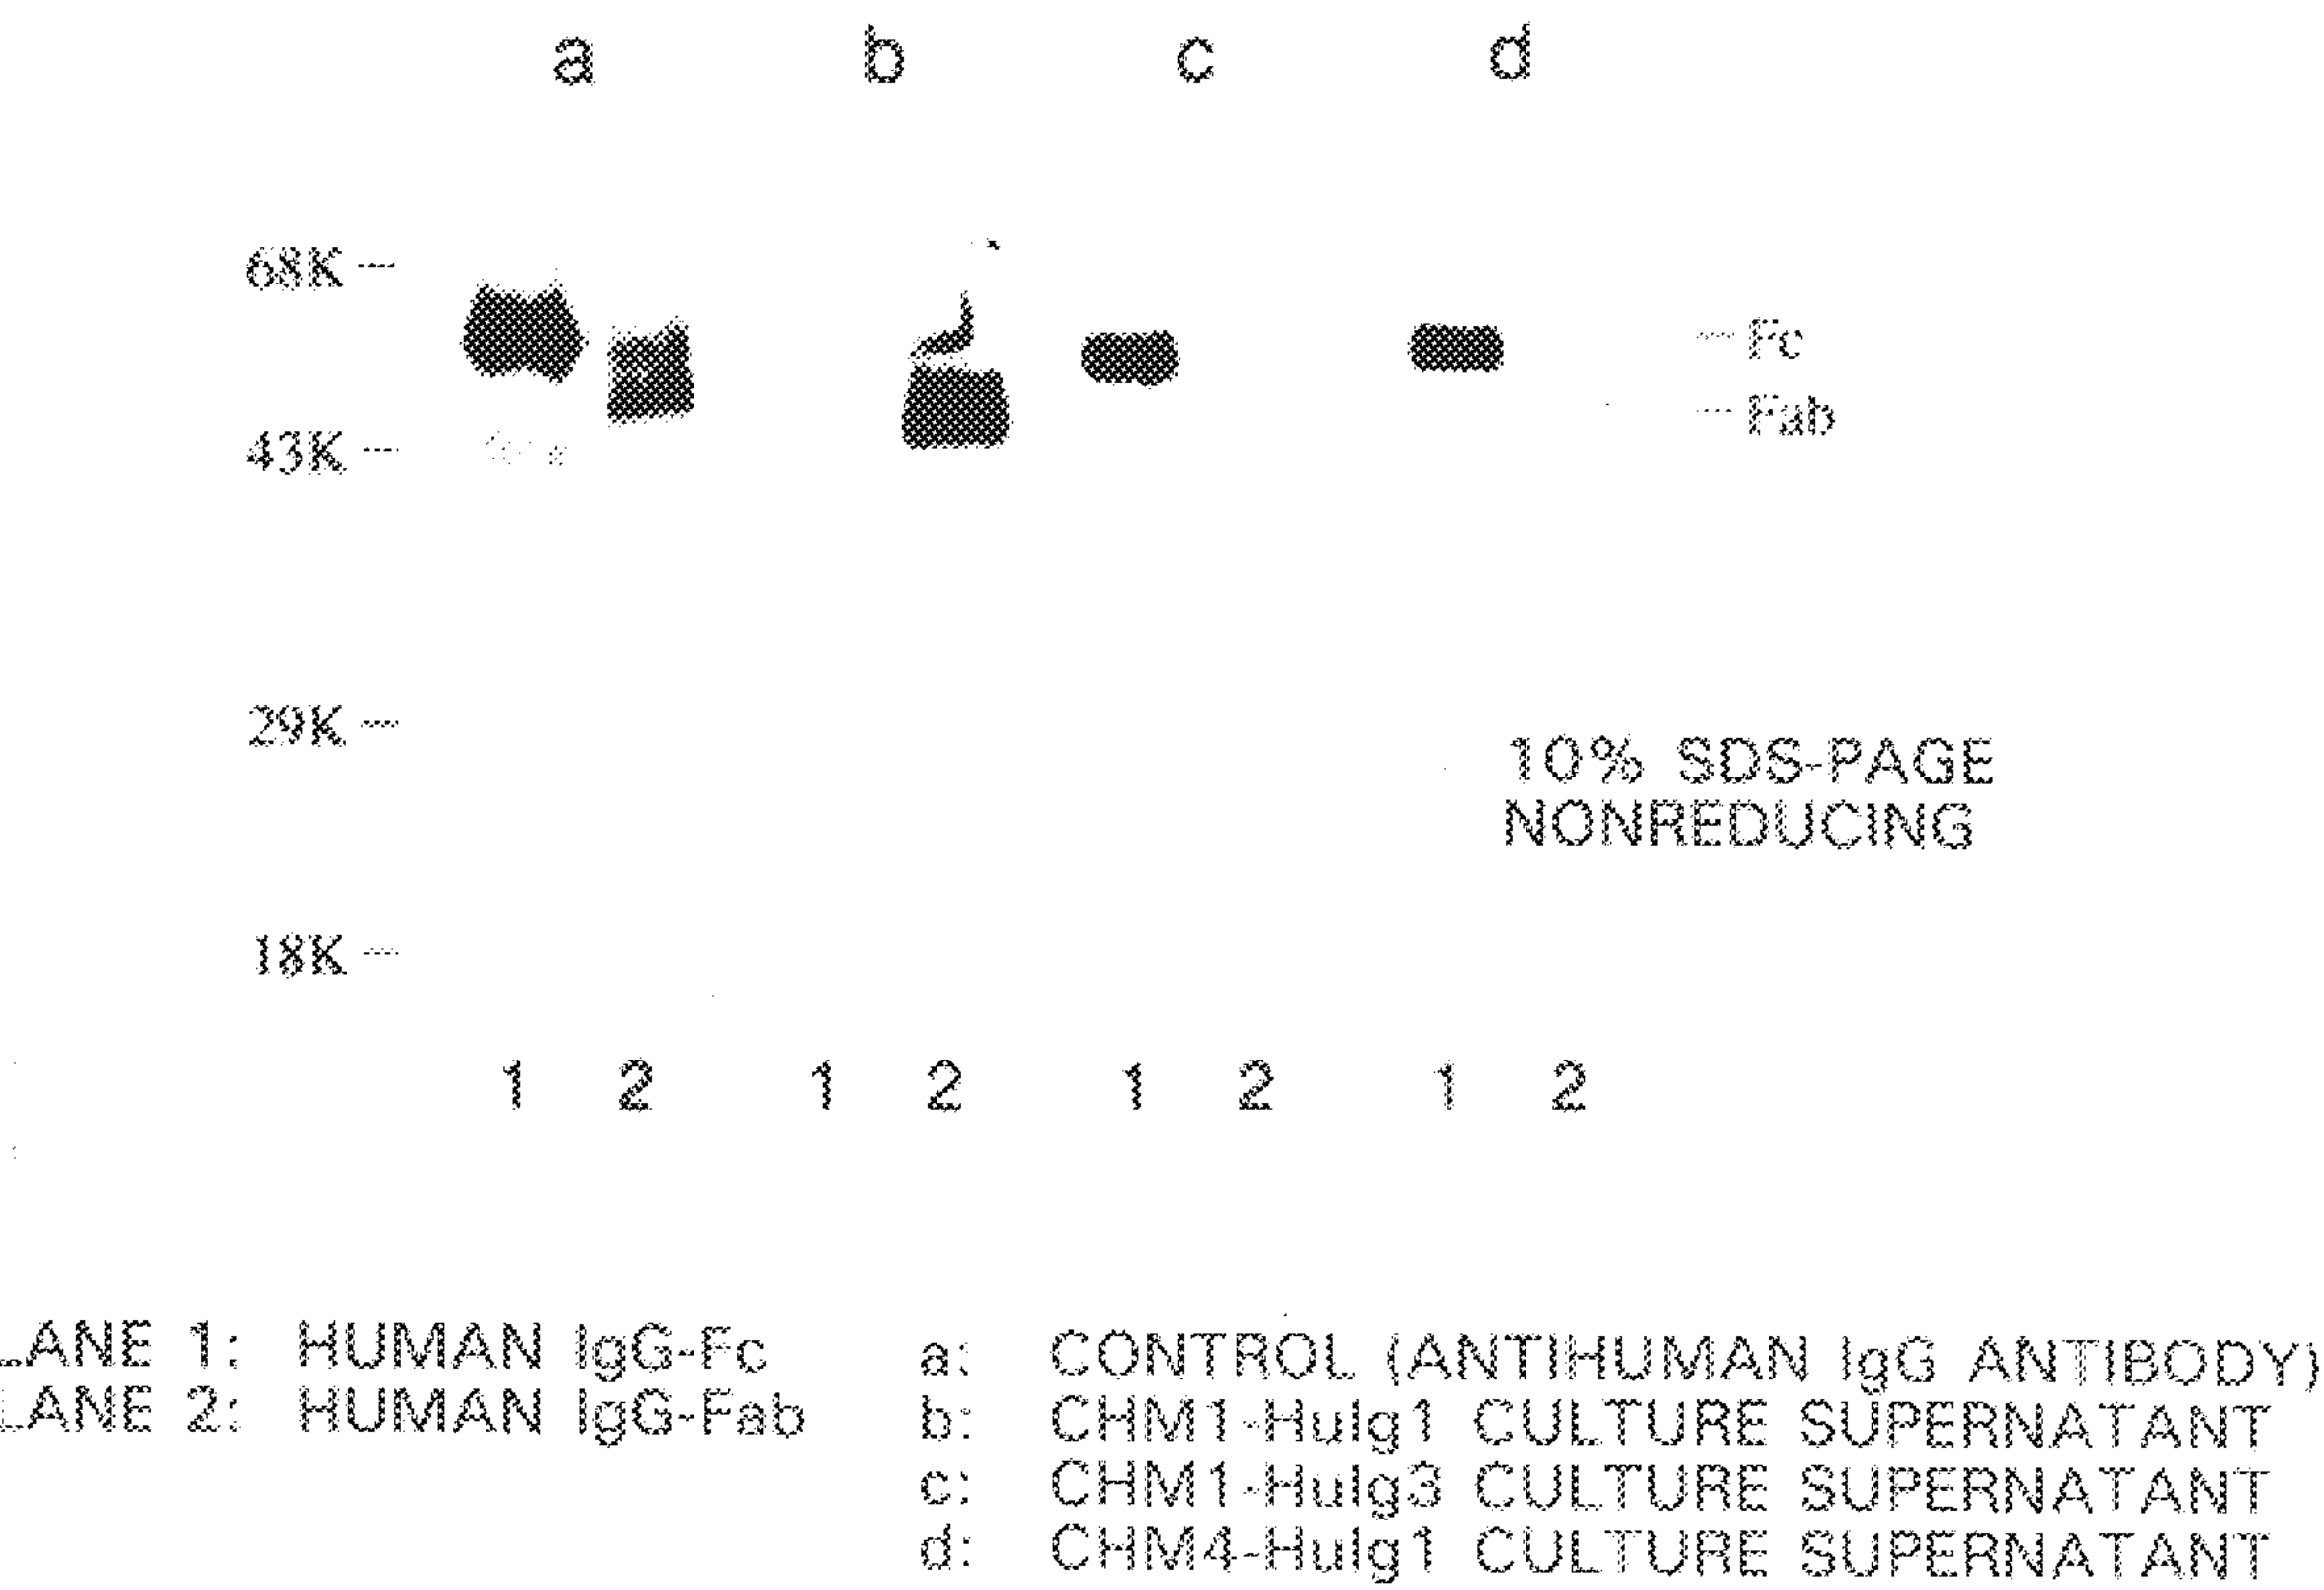 a b c d
68K
Fc
Fab
43K
29K
10% SDS-PAGE
NONREDUCING
18K
1 2 1 2 1 2 1 2
LANE 1: HUMAN IgG-Fc
LANE 2: HUMAN IgG-Fab
a: CONTROL (ANTIHUMAN IgG ANTIBODY)
b: CHM1-HuIg1 CULTURE SUPERNATANT
c: CHM1-HuIg3 CULTURE SUPERNATANT
d: CHM4-HuIg1 CULTURE SUPERNATANT